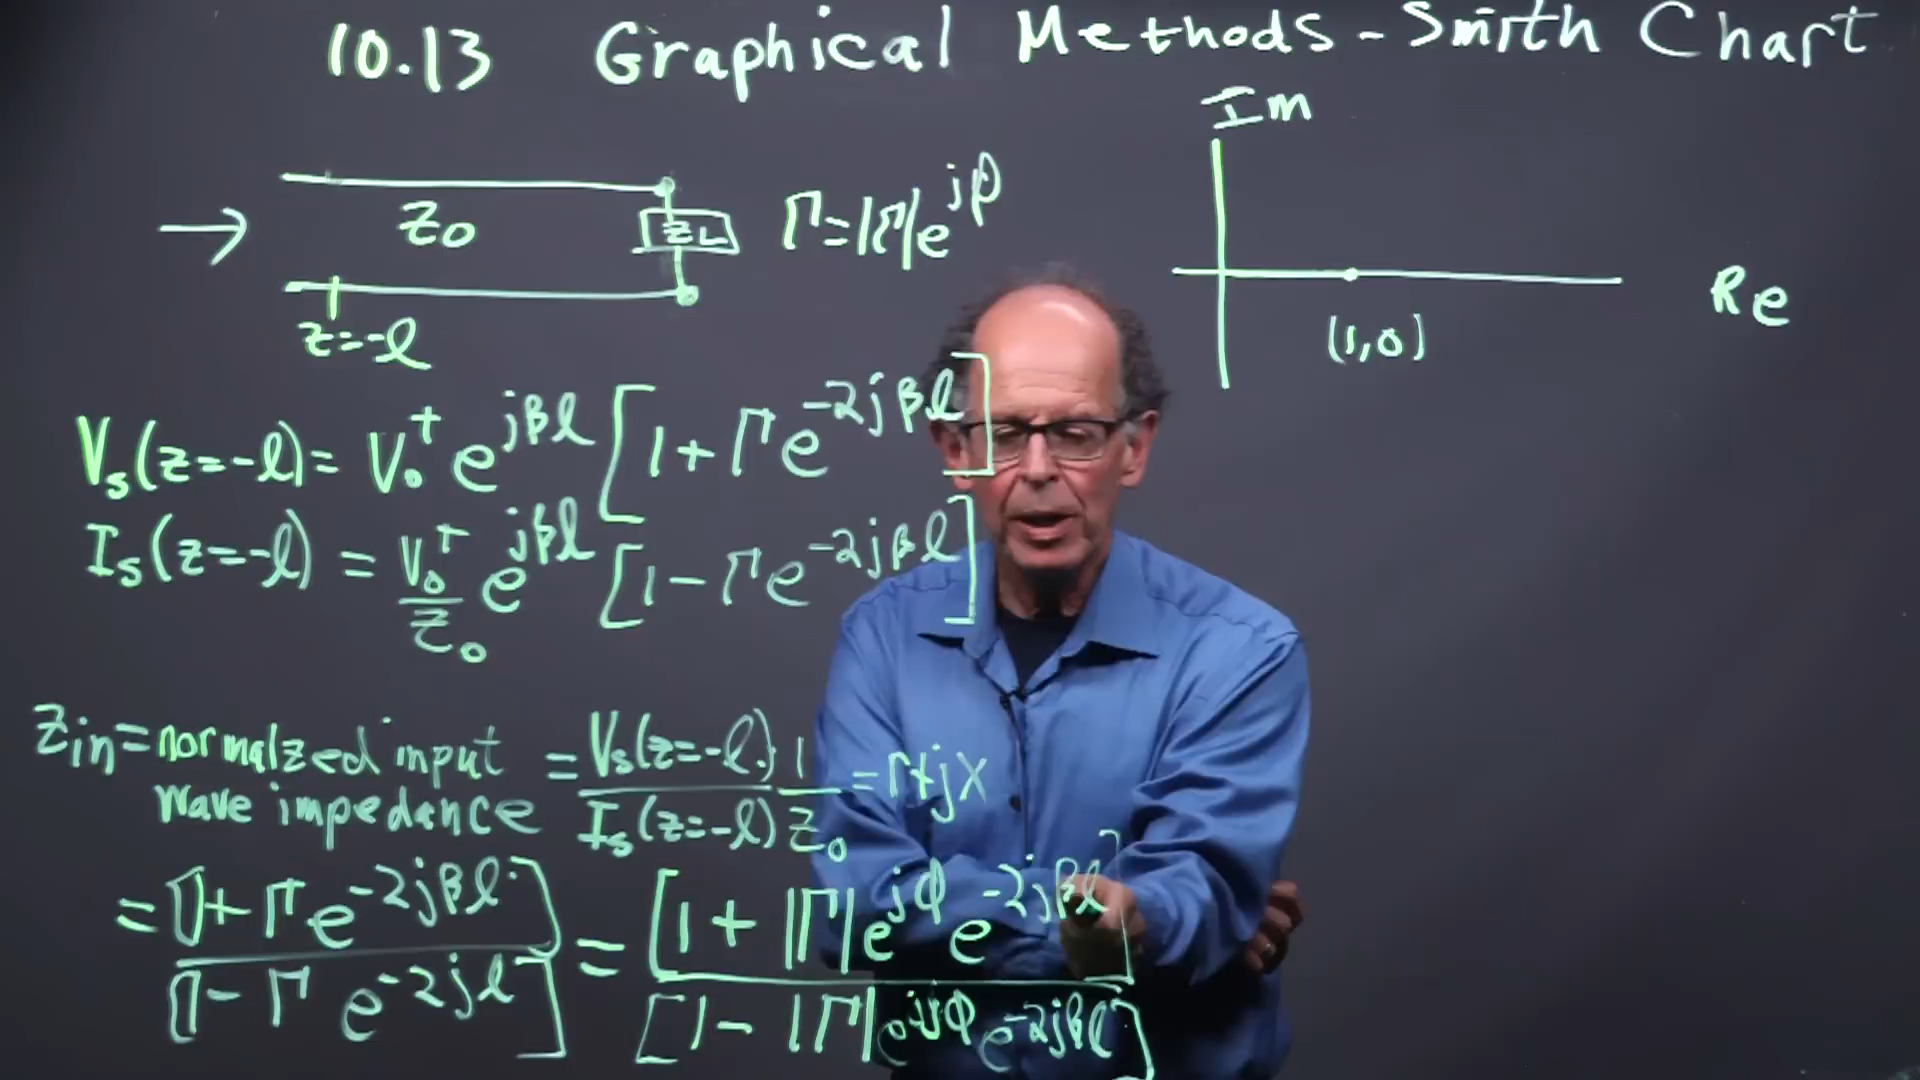 10.13 Graphical Methods - Smith Chart
Im
Z0
ZL
Γ=|Γ|e^{jφ}
Re
z=-l
(1,0)
Vs(z=-l)= V0^+ e^{jβl} [1+Γe^{-2jβl}]
Is(z=-l) = V0^+/Z0 e^{jβl} [1-Γe^{-2jβl}]
Zin = normalzed input wave impedance = Vs(z=-l)/Is(z=-l) · 1/Z0 = r+jx
= [1+Γe^{-2jβl}]/[1-Γe^{-2jl}] = [1+|Γ|e^{jφ}e^{-2jβl}]/[1-|Γ|e^{jφ}e^{-2jβl}]